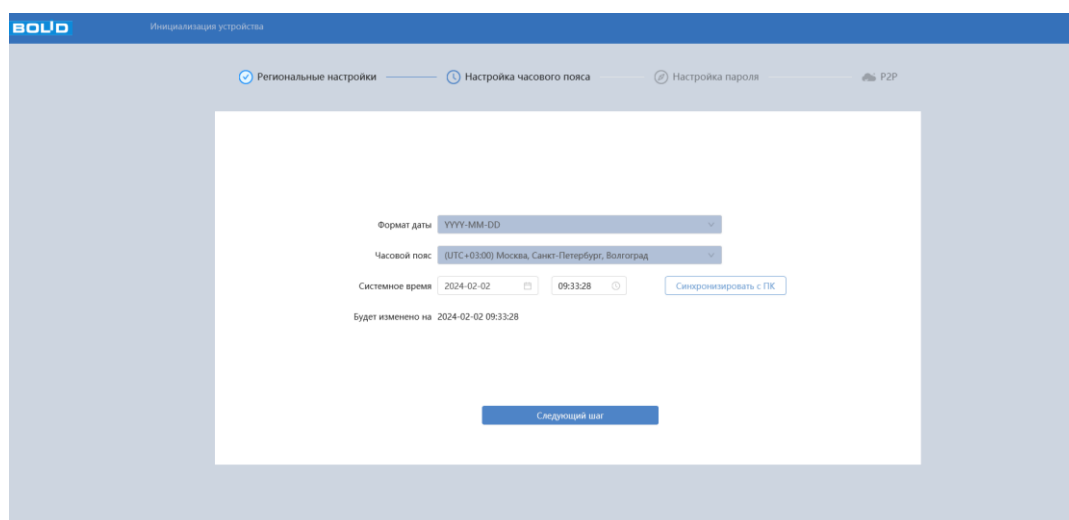 BOLID Инициализация устройства
Региональные настройки Настройка часового пояса Настройка пароля P2P
Формат даты YYYY-MM-DD
Часовой пояс (UTC+03:00) Москва, Санкт-Петербург, Волгоград
Системное время 2024-02-02 09:33:28 Синхронизировать с ПК
Будет изменено на 2024-02-02 09:33:28
Следующий шаг